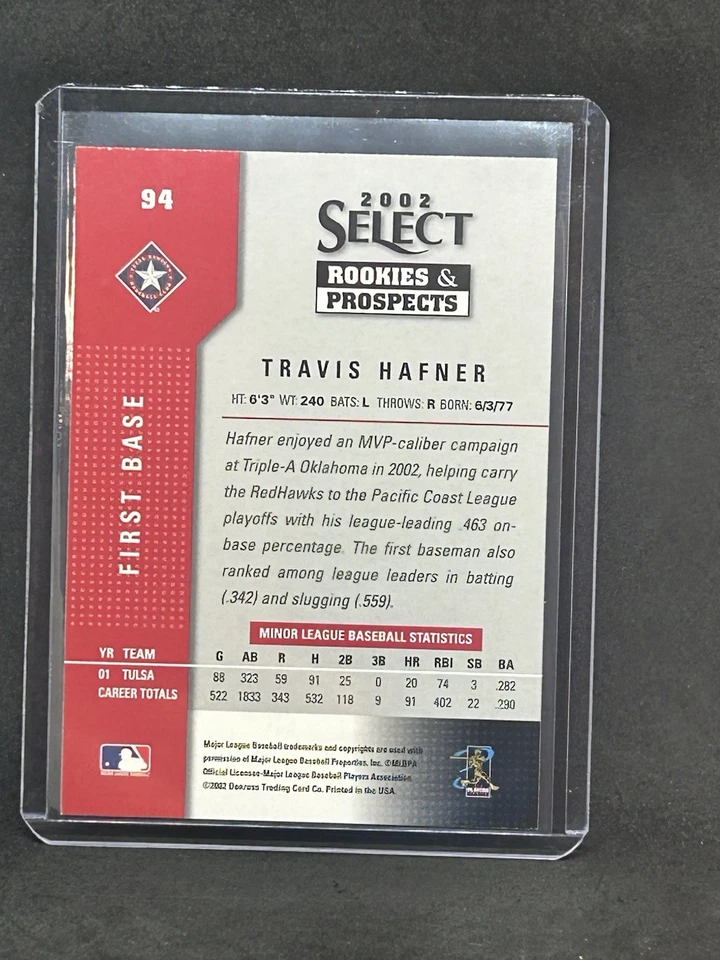 94
2002
SELECT
ROOKIES &
PROSPECTS
TRAVIS HAFNER
HT: 6'3" WT: 240 BATS: L THROWS: R BORN: 6/3/77
FIRST BASE
Hafner enjoyed an MVP-caliber campaign
at Triple-A Oklahoma in 2002, helping carry
the RedHawks to the Pacific Coast League
playoffs with his league-leading .463 on-
base percentage. The first baseman also
ranked among league leaders in batting
(.342) and slugging (.559).
MINOR LEAGUE BASEBALL STATISTICS
YR TEAM G AB R H 2B 3B HR RBI SB BA
01 TULSA 88 323 59 91 25 0 20 74 3 .282
CAREER TOTALS 522 1833 343 532 118 9 91 402 22 .290
Major League Baseball trademarks and copyrights are used with
permission of Major League Baseball Properties, Inc. ©MLBPA
Official Licensee-Major League Baseball Players Association
©2002 Donruss Trading Card Co. Printed in the USA.
PLAYERS